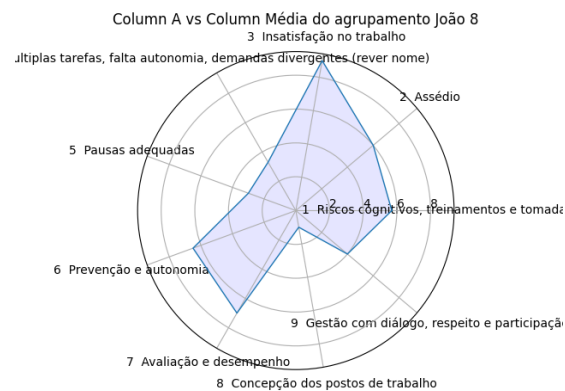 Column A vs Column Média do agrupamento João 8
3 Insatisfação no trabalho
tarefas, falta autonomia, demandas divergentes (rever nome)
2 Assédio
5 Pausas adequadas
2 4 6 8
1 Riscos cognitivos, treinamentos e tomada
6 Prevenção e autonomia
9 Gestão com diálogo, respeito e participação
7 Avaliação e desempenho
8 Concepção dos postos de trabalho